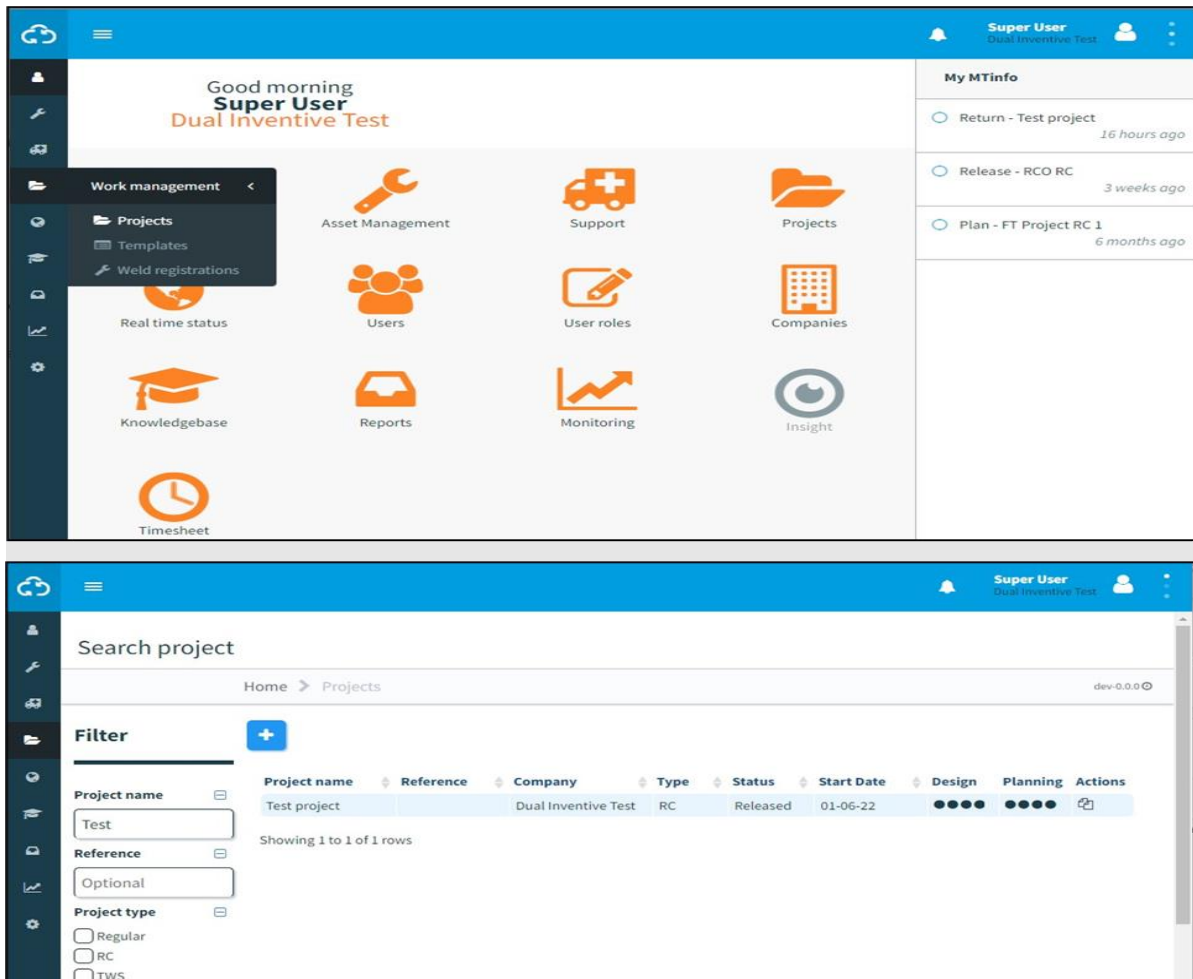 Super User
Dual Inventive Test
Good morning
Super User
Dual Inventive Test
My MTinfo
Return - Test project
16 hours ago
Release - RCO RC
3 weeks ago
Plan - FT Project RC 1
6 months ago
Work management <
Projects
Templates
Weld registrations
Asset Management
Support
Projects
Real time status
Users
User roles
Companies
Knowledgebase
Reports
Monitoring
Insight
Timesheet
Super User
Dual Inventive Test
Search project
Home > Projects
dev-0.0.0
Filter
+
Project name
Test
Reference
Optional
Project type
Regular
RC
TWS
Project name Reference Company Type Status Start Date Design Planning Actions
Test project Dual Inventive Test RC Released 01-06-22
Showing 1 to 1 of 1 rows